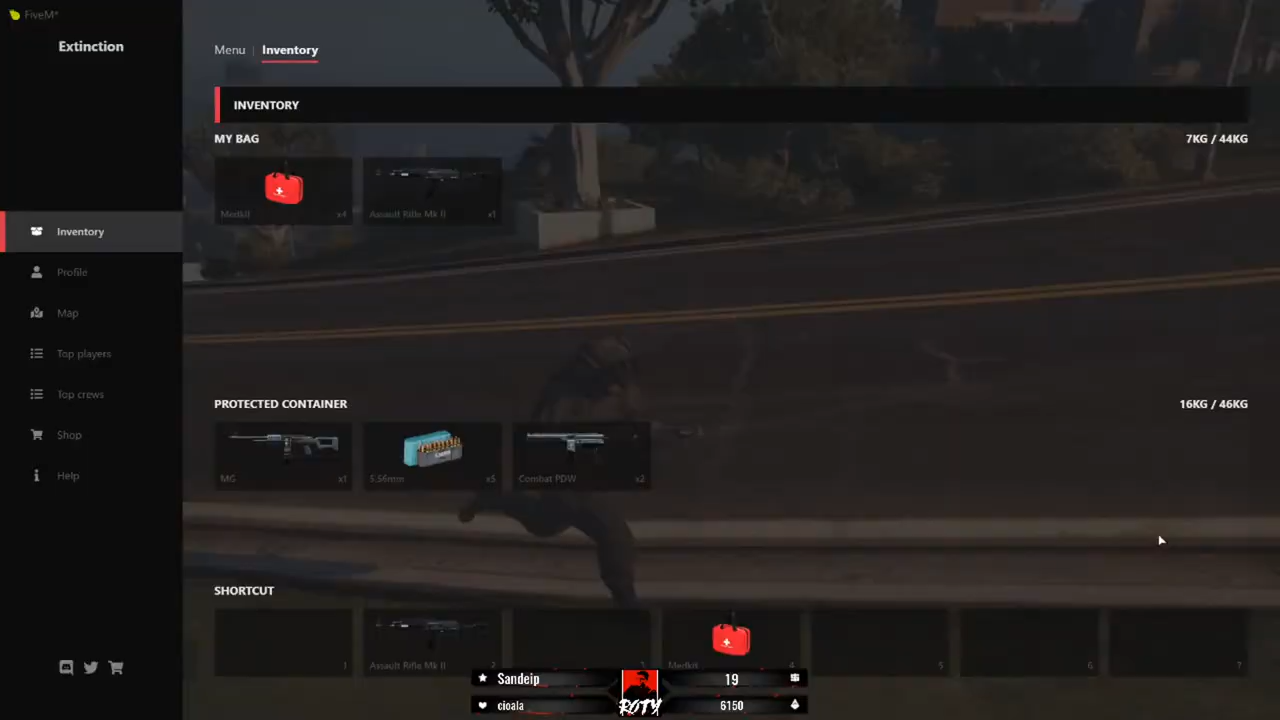 FiveM*
Extinction
Menu | Inventory
INVENTORY
MY BAG 7KG / 44KG
Medkit x4
Assault Rifle Mk II x1
Inventory
Profile
Map
Top players
Top crews
Shop
Help
PROTECTED CONTAINER 16KG / 46KG
MG x1
5.56mm x5
Combat PDW x2
SHORTCUT
1
Assault Rifle Mk II 2
3
Medkit 4
5
6
7
Sandeip 19
cioala 6150
ROTY